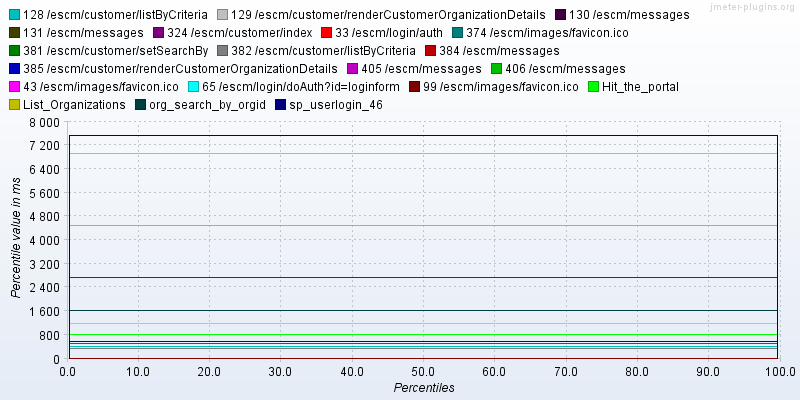 jmeter-plugins.org
128 /escm/customer/listByCriteria 129 /escm/customer/renderCustomerOrganizationDetails 130 /escm/messages
131 /escm/messages 324 /escm/customer/index 33 /escm/login/auth 374 /escm/images/favicon.ico
381 /escm/customer/setSearchBy 382 /escm/customer/listByCriteria 384 /escm/messages
385 /escm/customer/renderCustomerOrganizationDetails 405 /escm/messages 406 /escm/messages
43 /escm/images/favicon.ico 65 /escm/login/doAuth?id=loginform 99 /escm/images/favicon.ico Hit_the_portal
List_Organizations org_search_by_orgid sp_userlogin_46
Percentile value in ms
8 000
7 200
6 400
5 600
4 800
4 000
3 200
2 400
1 600
800
0
0.0 10.0 20.0 30.0 40.0 50.0 60.0 70.0 80.0 90.0 100.0
Percentiles